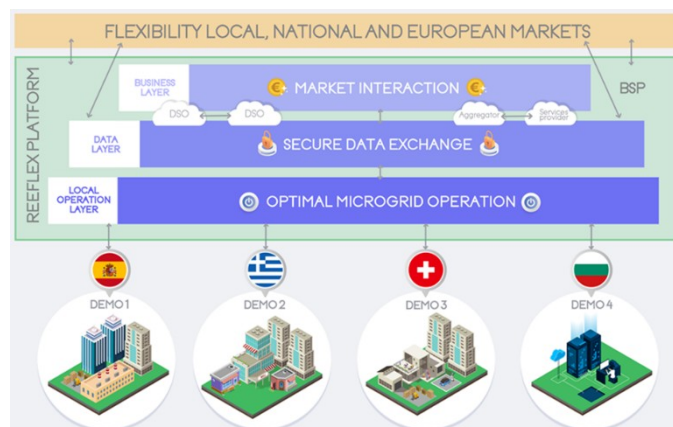 FLEXIBILITY LOCAL, NATIONAL AND EUROPEAN MARKETS
REEFLEX PLATFORM
BUSINESS
LAYER
MARKET INTERACTION
BSP
DSO
DSO
Aggregator
Services
provider
DATA
LAYER
SECURE DATA EXCHANGE
LOCAL
OPERATION
LAYER
OPTIMAL MICROGRID OPERATION
DEMO 1
DEMO 2
DEMO 3
DEMO 4